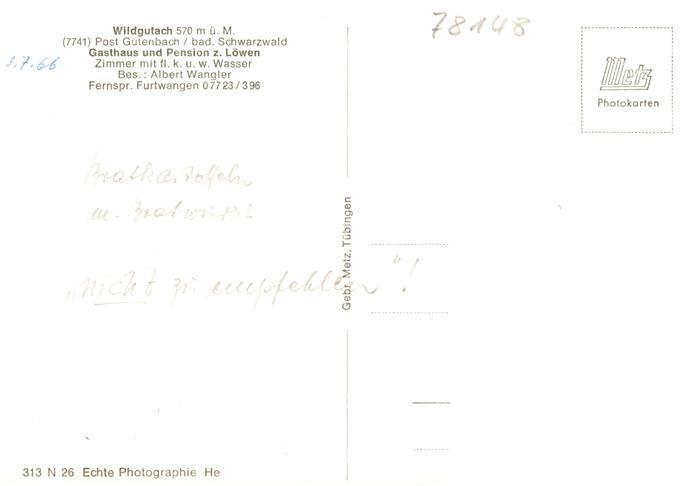 78148
Wildgutach 570 m ü. M.
(7741) Post Gütenbach / bad. Schwarzwald
Gasthaus und Pension z. Löwen
Zimmer mit fl. k. u. w. Wasser
Bes.: Albert Wangler
Fernspr. Furtwangen 07723/396
3.7.66
Metz
Photokarten
Bratkartoffeln
m. Bratwurst
„nicht zu empfehlen"!
Gebr. Metz, Tübingen
313 N 26 Echte Photographie He